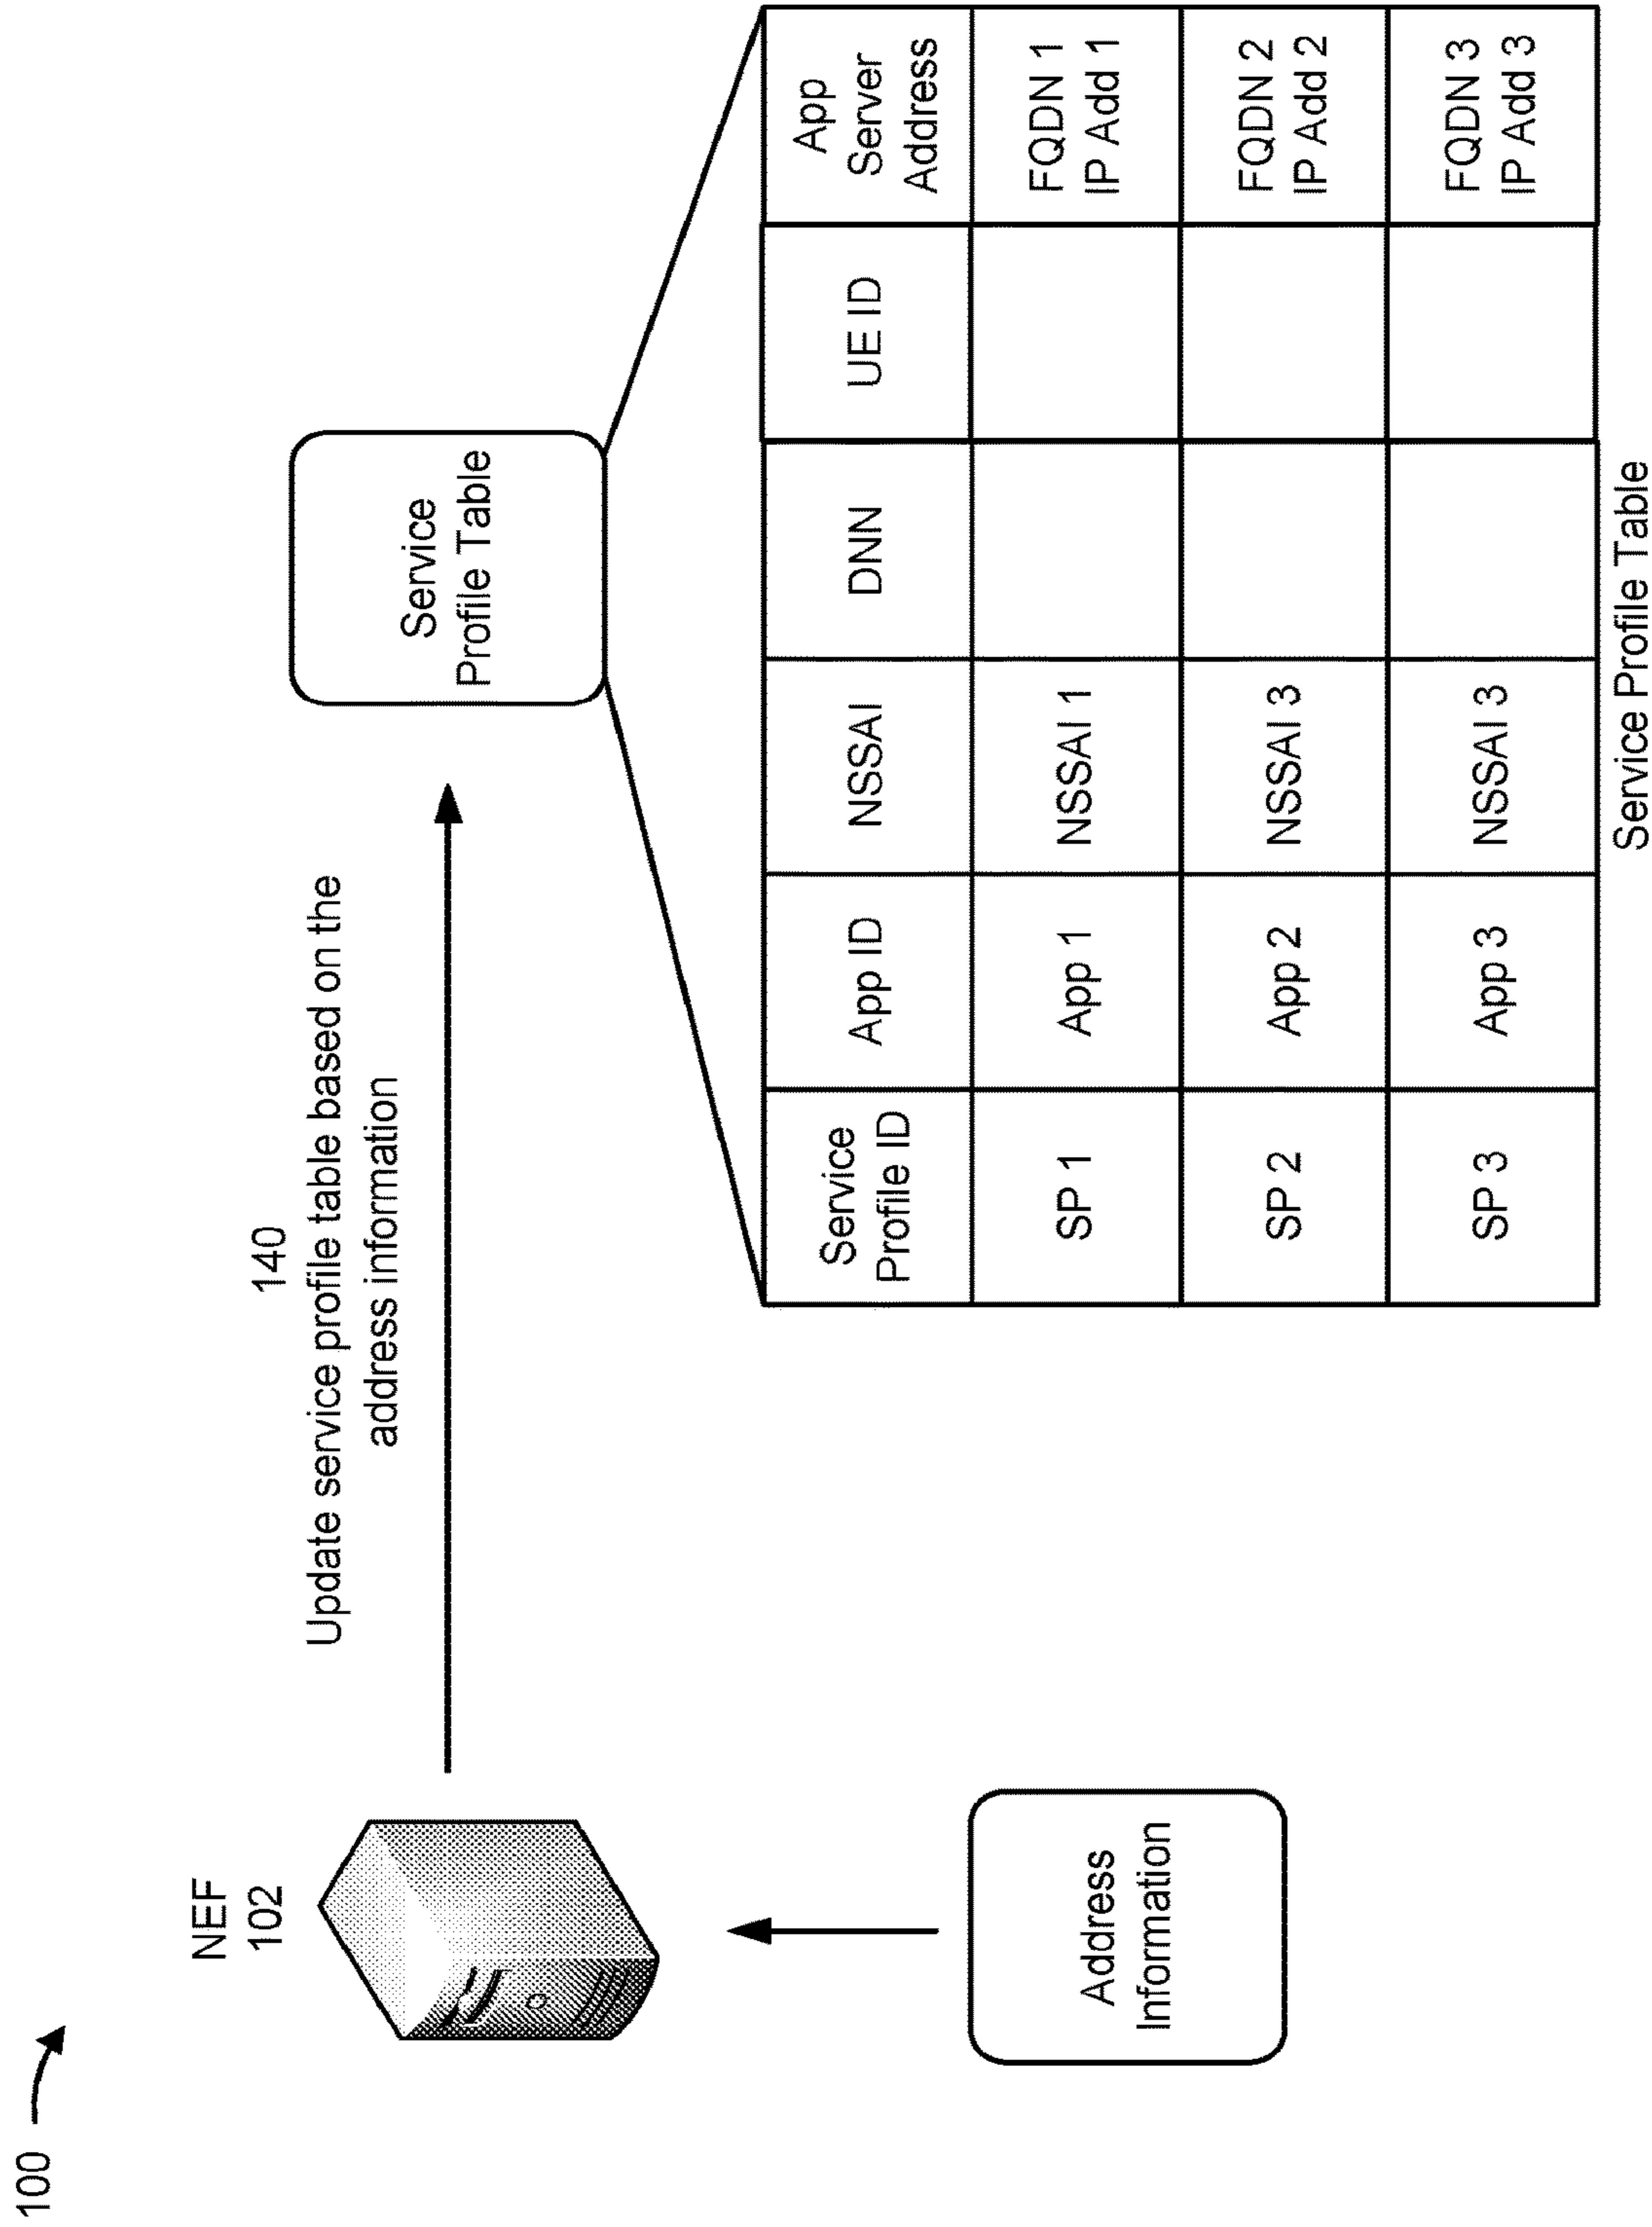 100
NEF
102
140
Update service profile table based on the
address information
Service
Profile Table
Address
Information
Service
Profile ID
App ID
NSSAI
DNN
UE ID
App
Server
Address
SP 1
App 1
NSSAI 1
FQDN 1
IP Add 1
SP 2
App 2
NSSAI 3
FQDN 2
IP Add 2
SP 3
App 3
NSSAI 3
FQDN 3
IP Add 3
Service Profile Table